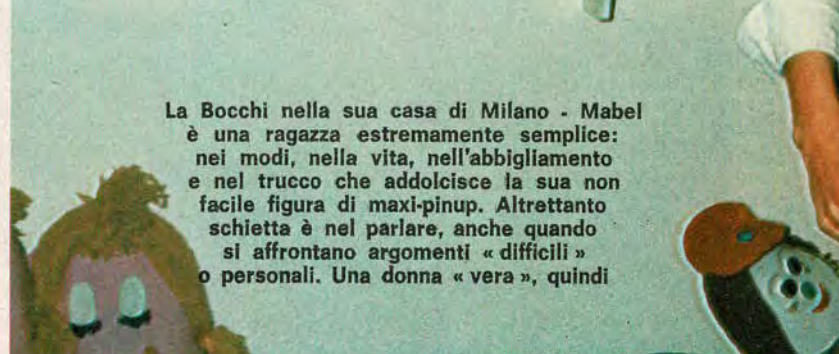 La Bocchi nella sua casa di Milano - Mabel
è una ragazza estremamente semplice:
nei modi, nella vita, nell'abbigliamento
e nel trucco che addolcisce la sua non
facile figura di maxi-pinup. Altrettanto
schietta è nel parlare, anche quando
si affrontano argomenti « difficili »
o personali. Una donna « vera », quindi